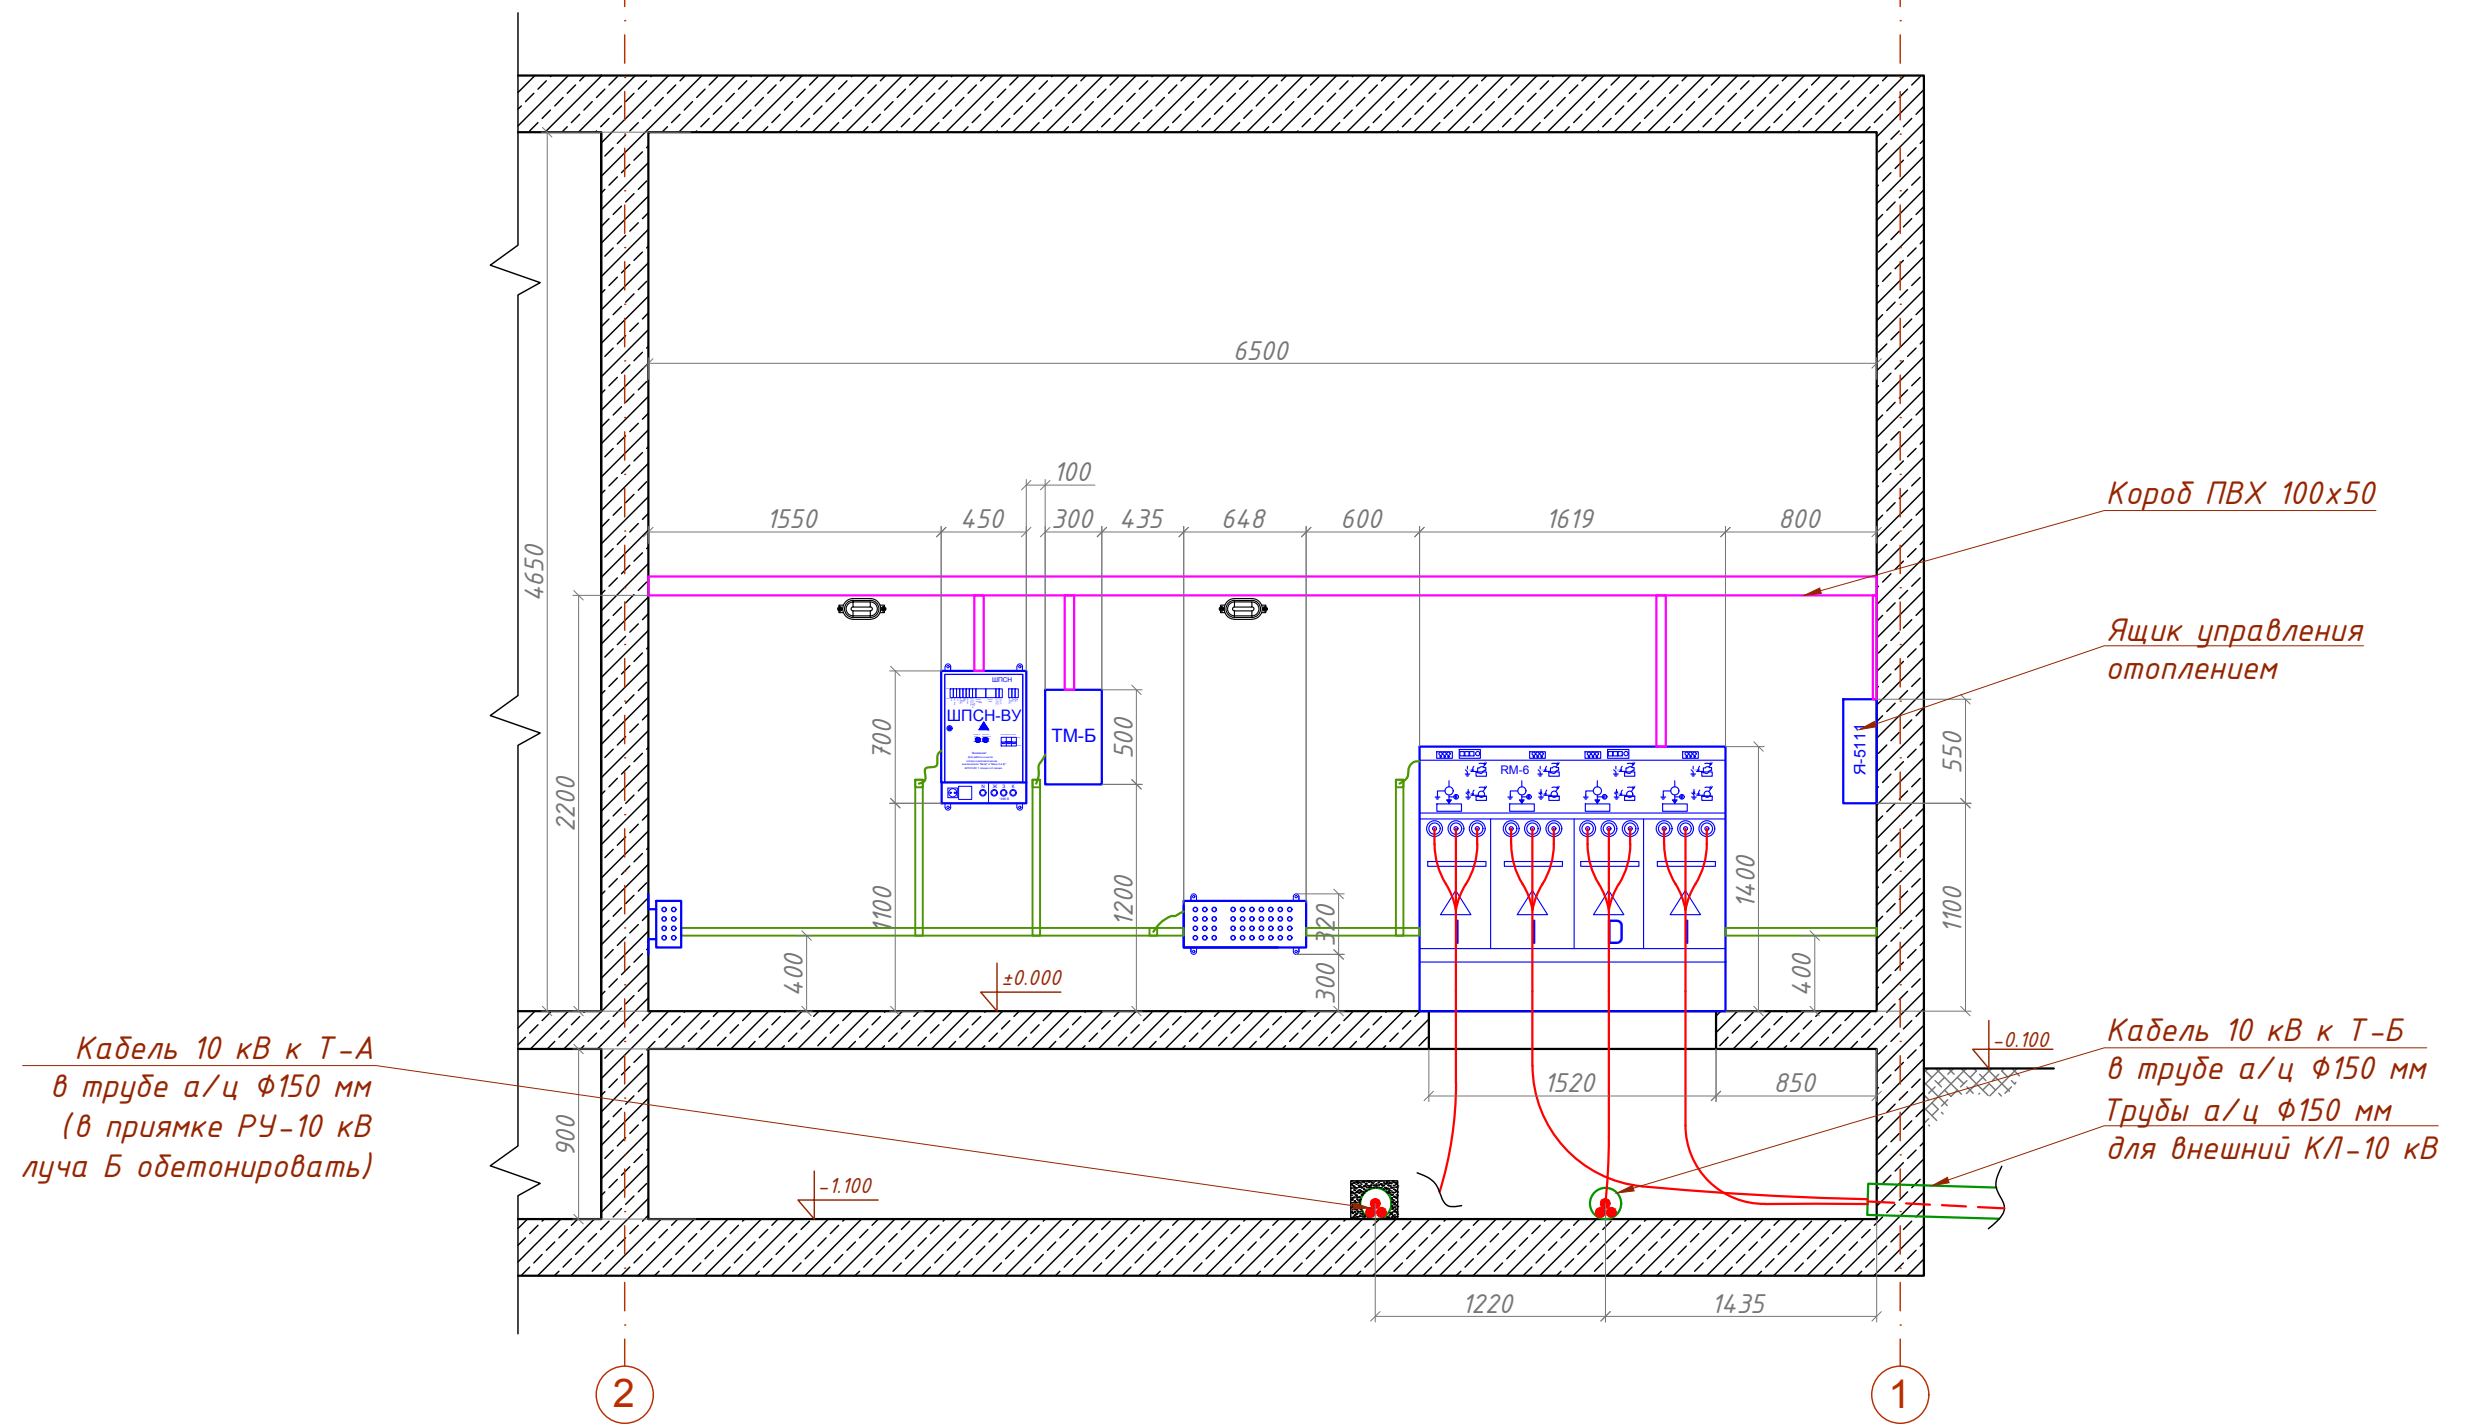 6500
100
1550
450
300
435
648
600
1619
800
Короб ПВХ 100х50
4650
Ящик управления
отоплением
ШПСН
ШПСН-ВУ
ТМ-Б
700
500
Я-5111
550
RM-6
2200
1100
1200
320
1400
1100
400
300
400
±0.000
Кабель 10 кВ к Т-А
в трубе а/ц Ф150 мм
(в приямке РУ-10 кВ
луча Б обетонировать)
-0.100
Кабель 10 кВ к Т-Б
в трубе а/ц Ф150 мм
Трубы а/ц Ф150 мм
для внешний КЛ-10 кВ
1520
850
900
-1.100
1220
1435
2
1